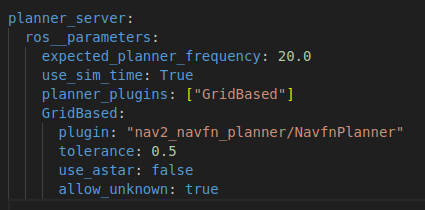 planner_server:
  ros__parameters:
    expected_planner_frequency: 20.0
    use_sim_time: True
    planner_plugins: ["GridBased"]
    GridBased:
      plugin: "nav2_navfn_planner/NavfnPlanner"
      tolerance: 0.5
      use_astar: false
      allow_unknown: true